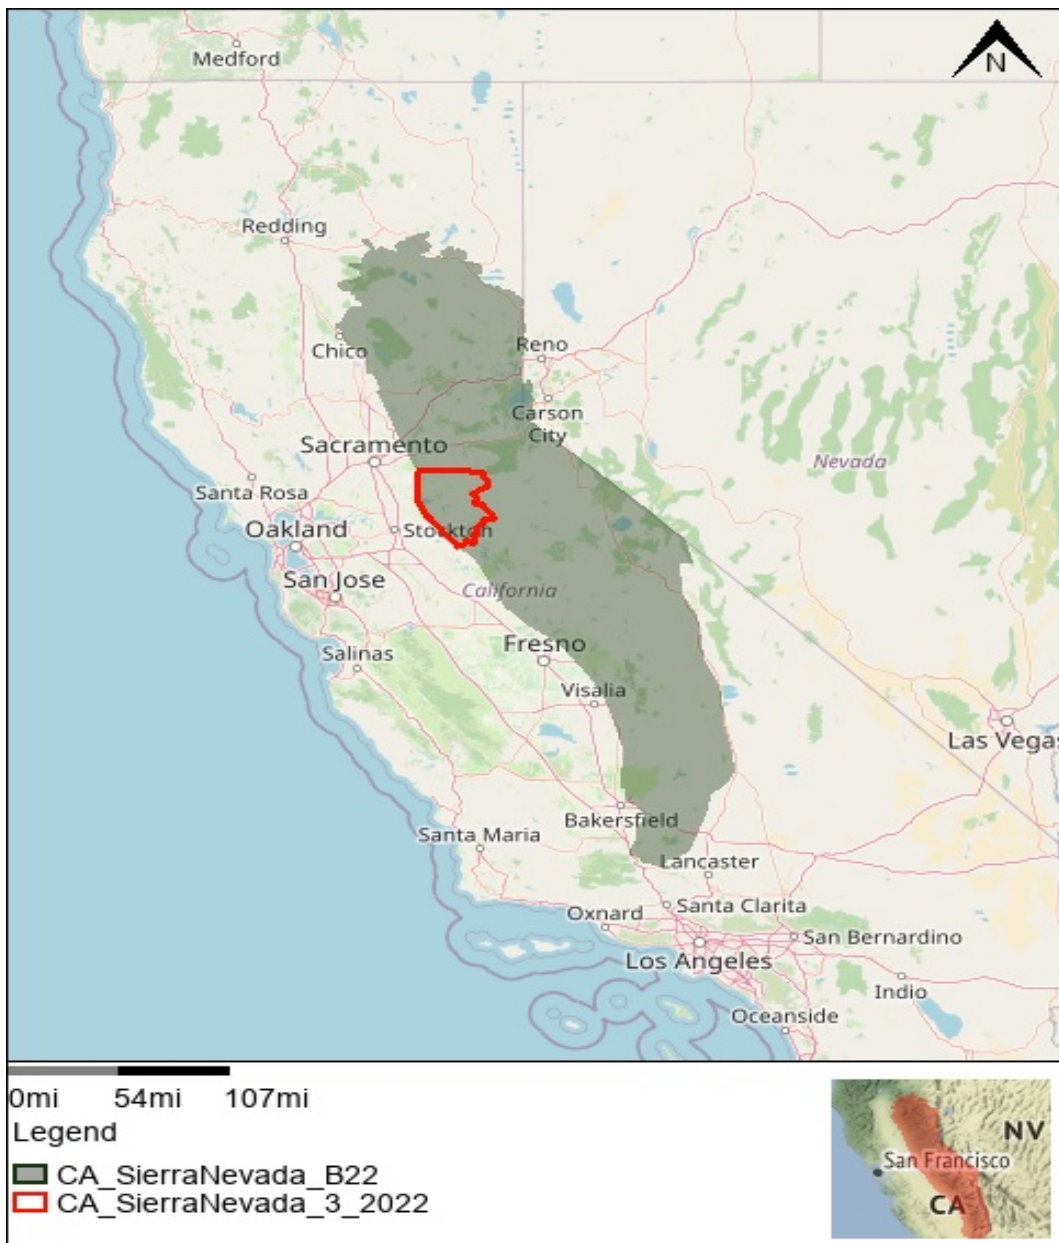 Medford
N
Redding
Chico
Reno
Carson
City
Sacramento
Nevada
Santa Rosa
Oakland
Stockton
San Jose
California
Salinas
Fresno
Visalia
Las Vegas
Bakersfield
Santa Maria
Lancaster
Santa Clarita
Oxnard
San Bernardino
Los Angeles
Indio
Oceanside
0mi 54mi 107mi
Legend
CA_SierraNevada_B22
CA_SierraNevada_3_2022
NV
San Francisco
CA